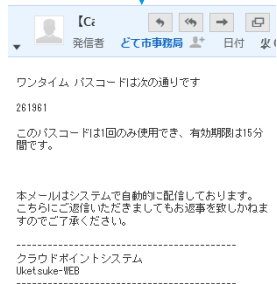 【Ca
発信者 どて市事務局 日付
ワンタイム パスコードは次の通りです
261961
このパスコードは1回のみ使用でき、有効期限は15分
間です。
本メールはシステムで自動的に配信しております。
こちらにご返信いただきましてもお返事を致しかねま
すのでご了承ください。
----------------------------------------
クラウドポイントシステム
Uketsuke-WEB
----------------------------------------